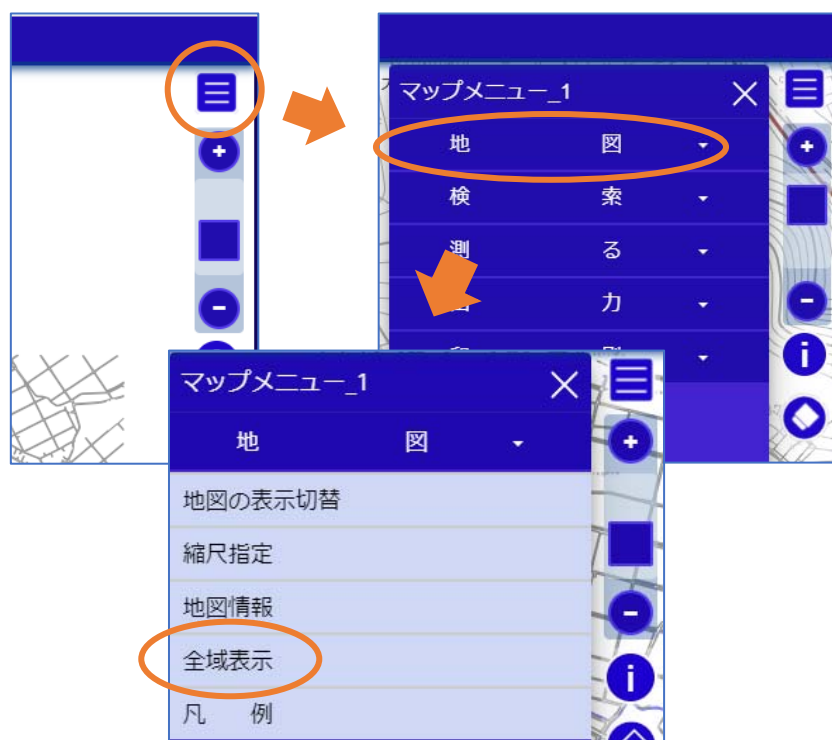 マップメニュー_1
地 図
検 索
測 る
力
マップメニュー_1
地 図
地図の表示切替
縮尺指定
地図情報
全域表示
凡 例